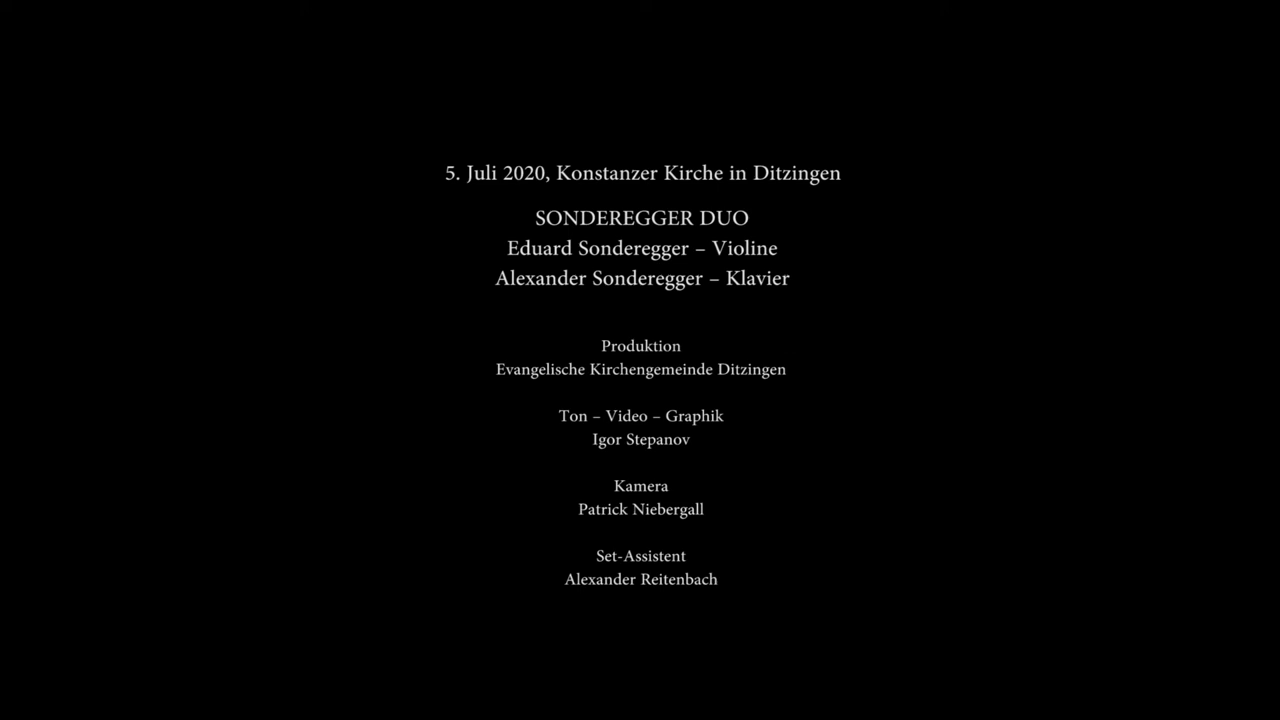 5. Juli 2020, Konstanzer Kirche in Ditzingen
SONDEREGGER DUO
Eduard Sonderegger – Violine
Alexander Sonderegger – Klavier
Produktion
Evangelische Kirchengemeinde Ditzingen
Ton – Video – Graphik
Igor Stepanov
Kamera
Patrick Niebergall
Set-Assistent
Alexander Reitenbach